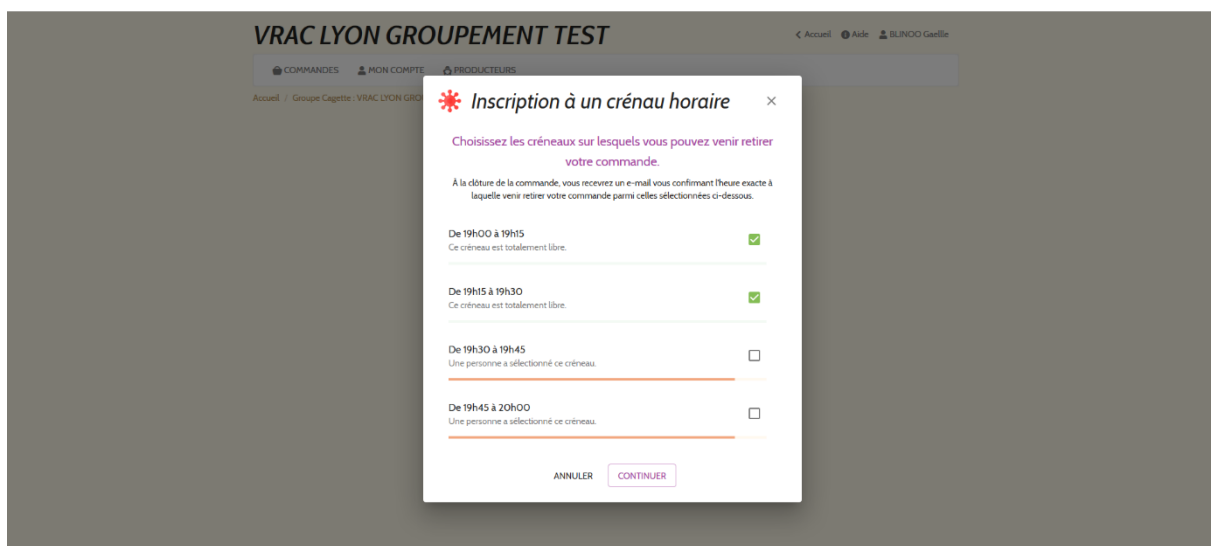 VRAC LYON GROUPEMENT TEST
Accueil Aide BLINOO Gaellle
COMMANDES MON COMPTE PRODUCTEURS
Accueil / Groupe Cagette : VRAC LYON GRO
Inscription à un crénau horaire ×
Choisissez les créneaux sur lesquels vous pouvez venir retirer
votre commande.
À la clôture de la commande, vous recevrez un e-mail vous confirmant l'heure exacte à
laquelle venir retirer votre commande parmi celles sélectionnées ci-dessous.
De 19h00 à 19h15
Ce créneau est totalement libre.
De 19h15 à 19h30
Ce créneau est totalement libre.
De 19h30 à 19h45
Une personne a sélectionné ce créneau.
De 19h45 à 20h00
Une personne a sélectionné ce créneau.
ANNULER CONTINUER